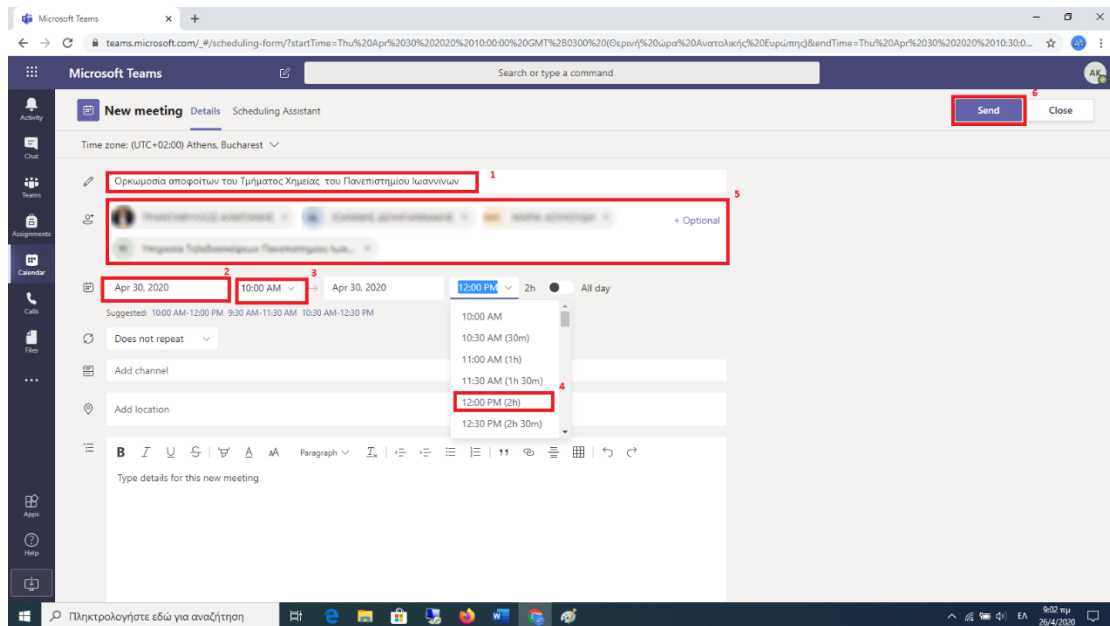 Microsoft Teams
teams.microsoft.com/_#/scheduling-form/?startTime=Thu%20Apr%2030%202020%2010:00:00%20GMT%2B0300%20(Θερινή%20ώρα%20Ανατολικής%20Ευρώπης)&endTime=Thu%20Apr%2030%202020%2010:30:0...
Microsoft Teams Search or type a command AK
6
Activity
New meeting Details Scheduling Assistant Send Close
Chat
Time zone: (UTC+02:00) Athens, Bucharest
Teams
Ορκωμοσία αποφοίτων του Τμήματος Χημείας του Πανεπιστημίου Ιωαννίνων 1
5
+ Optional
Assignments
Calendar
2 3
Apr 30, 2020 10:00 AM → Apr 30, 2020 12:00 PM 2h All day
Suggested: 10:00 AM-12:00 PM 9:30 AM-11:30 AM 10:30 AM-12:30 PM
Calls
10:00 AM
Does not repeat
10:30 AM (30m)
Files
11:00 AM (1h)
Add channel
11:30 AM (1h 30m)
4
12:00 PM (2h)
Add location
12:30 PM (2h 30m)
B I U S A AA Paragraph
Type details for this new meeting
Apps
Help
Πληκτρολογήστε εδώ για αναζήτηση
ΕΛ 9:02 πμ
26/4/2020